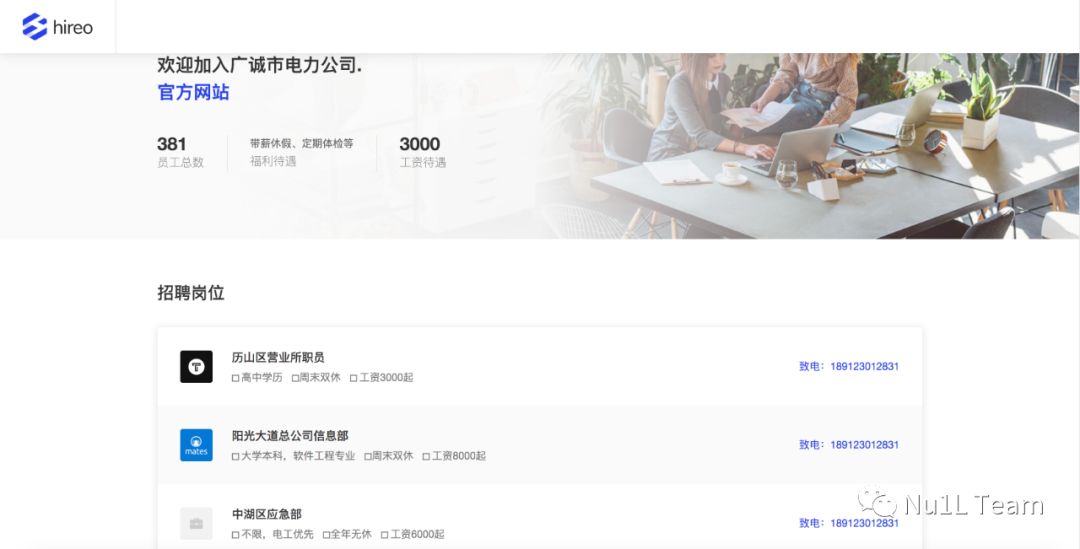 hireo
欢迎加入广诚市电力公司.
官方网站
381
员工总数
带薪休假、定期体检等
福利待遇
3000
工资待遇
招聘岗位
历山区营业所职员
高中学历 周末双休 工资3000起
致电：189123012831
mates
阳光大道总公司信息部
大学本科，软件工程专业 周末双休 工资8000起
致电：189123012831
中湖区应急部
不限，电工优先 全年无休 工资6000起
致电：189123012831
Nu1L Team